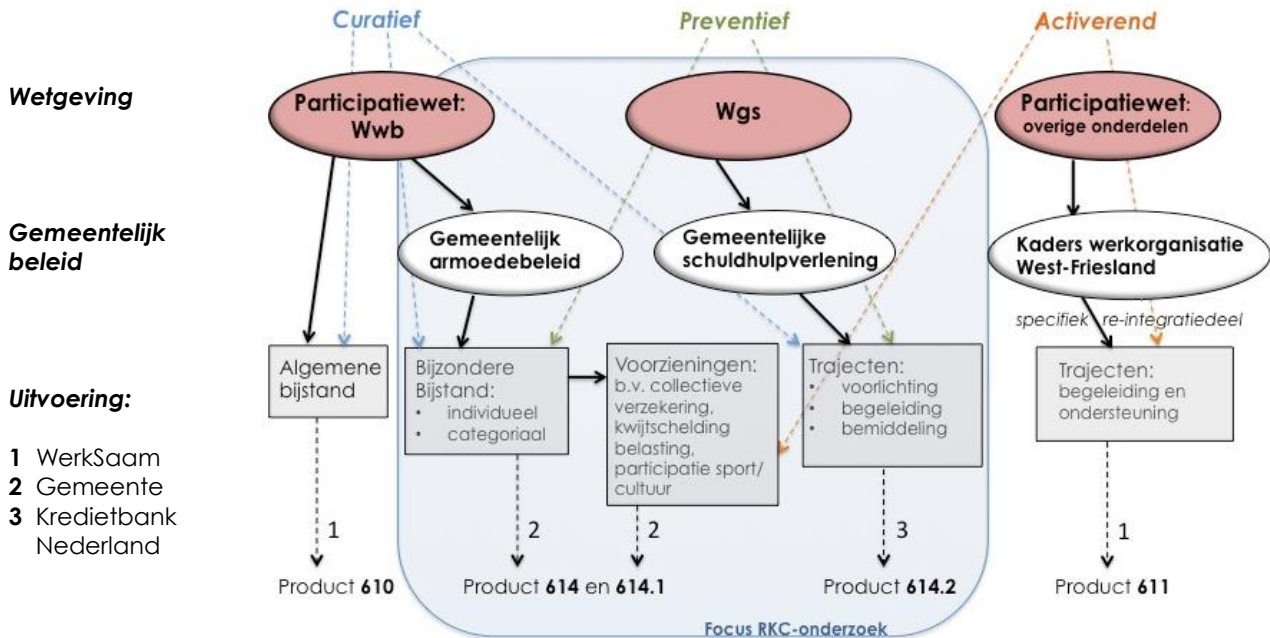 Curatief
Preventief
Activerend
Wetgeving
Participatiewet:
Wwb
Wgs
Participatiewet:
overige onderdelen
Gemeentelijk
beleid
Gemeentelijk
armoedebeleid
Gemeentelijke
schuldhulpverlening
Kaders werkorganisatie
West-Friesland
specifiek re-integratiedeel
Uitvoering:
1 WerkSaam
2 Gemeente
3 Kredietbank
Nederland
Algemene
bijstand
Bijzondere
Bijstand:
• individueel
• categoriaal
Voorzieningen:
b.v. collectieve
verzekering,
kwijtschelding
belasting,
participatie sport/
cultuur
Trajecten:
• voorlichting
• begeleiding
• bemiddeling
Trajecten:
begeleiding en
ondersteuning
1
2
2
3
1
Product 610
Product 614 en 614.1
Product 614.2
Product 611
Focus RKC-onderzoek